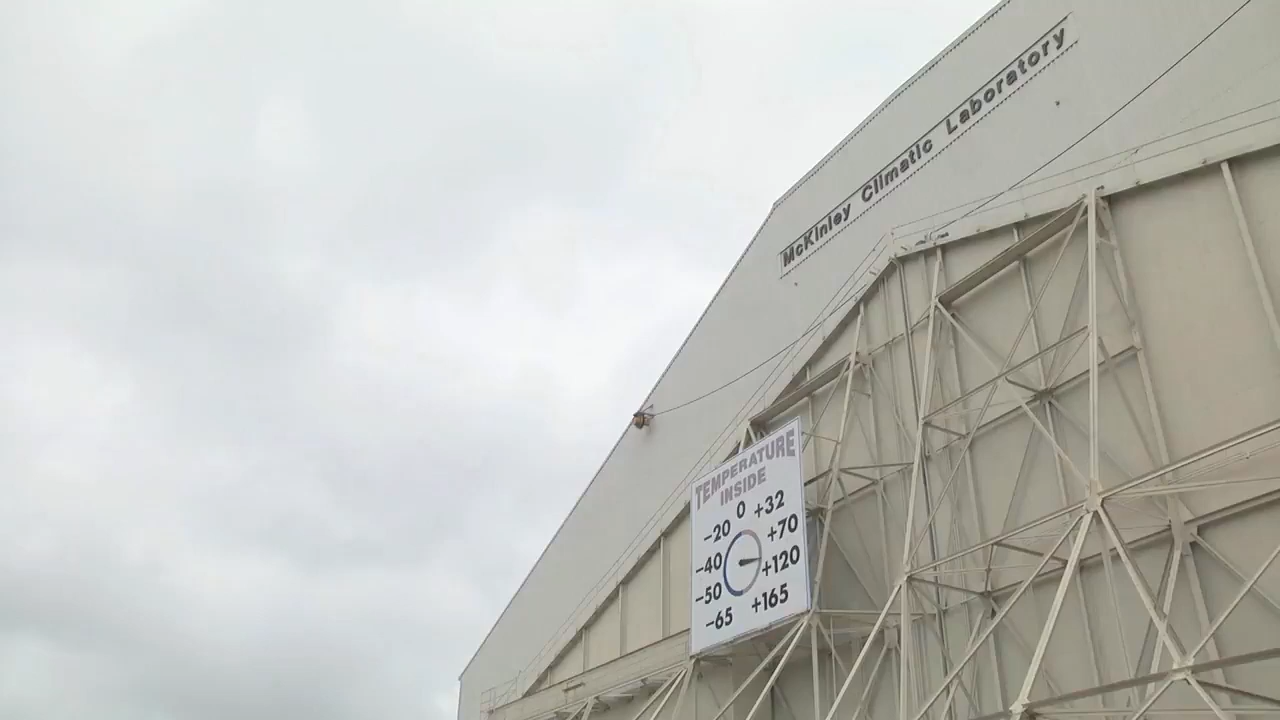 McKinley Climatic Laboratory
TEMPERATURE
INSIDE
0
-20 +32
-40 +70
-50 +120
-65 +165